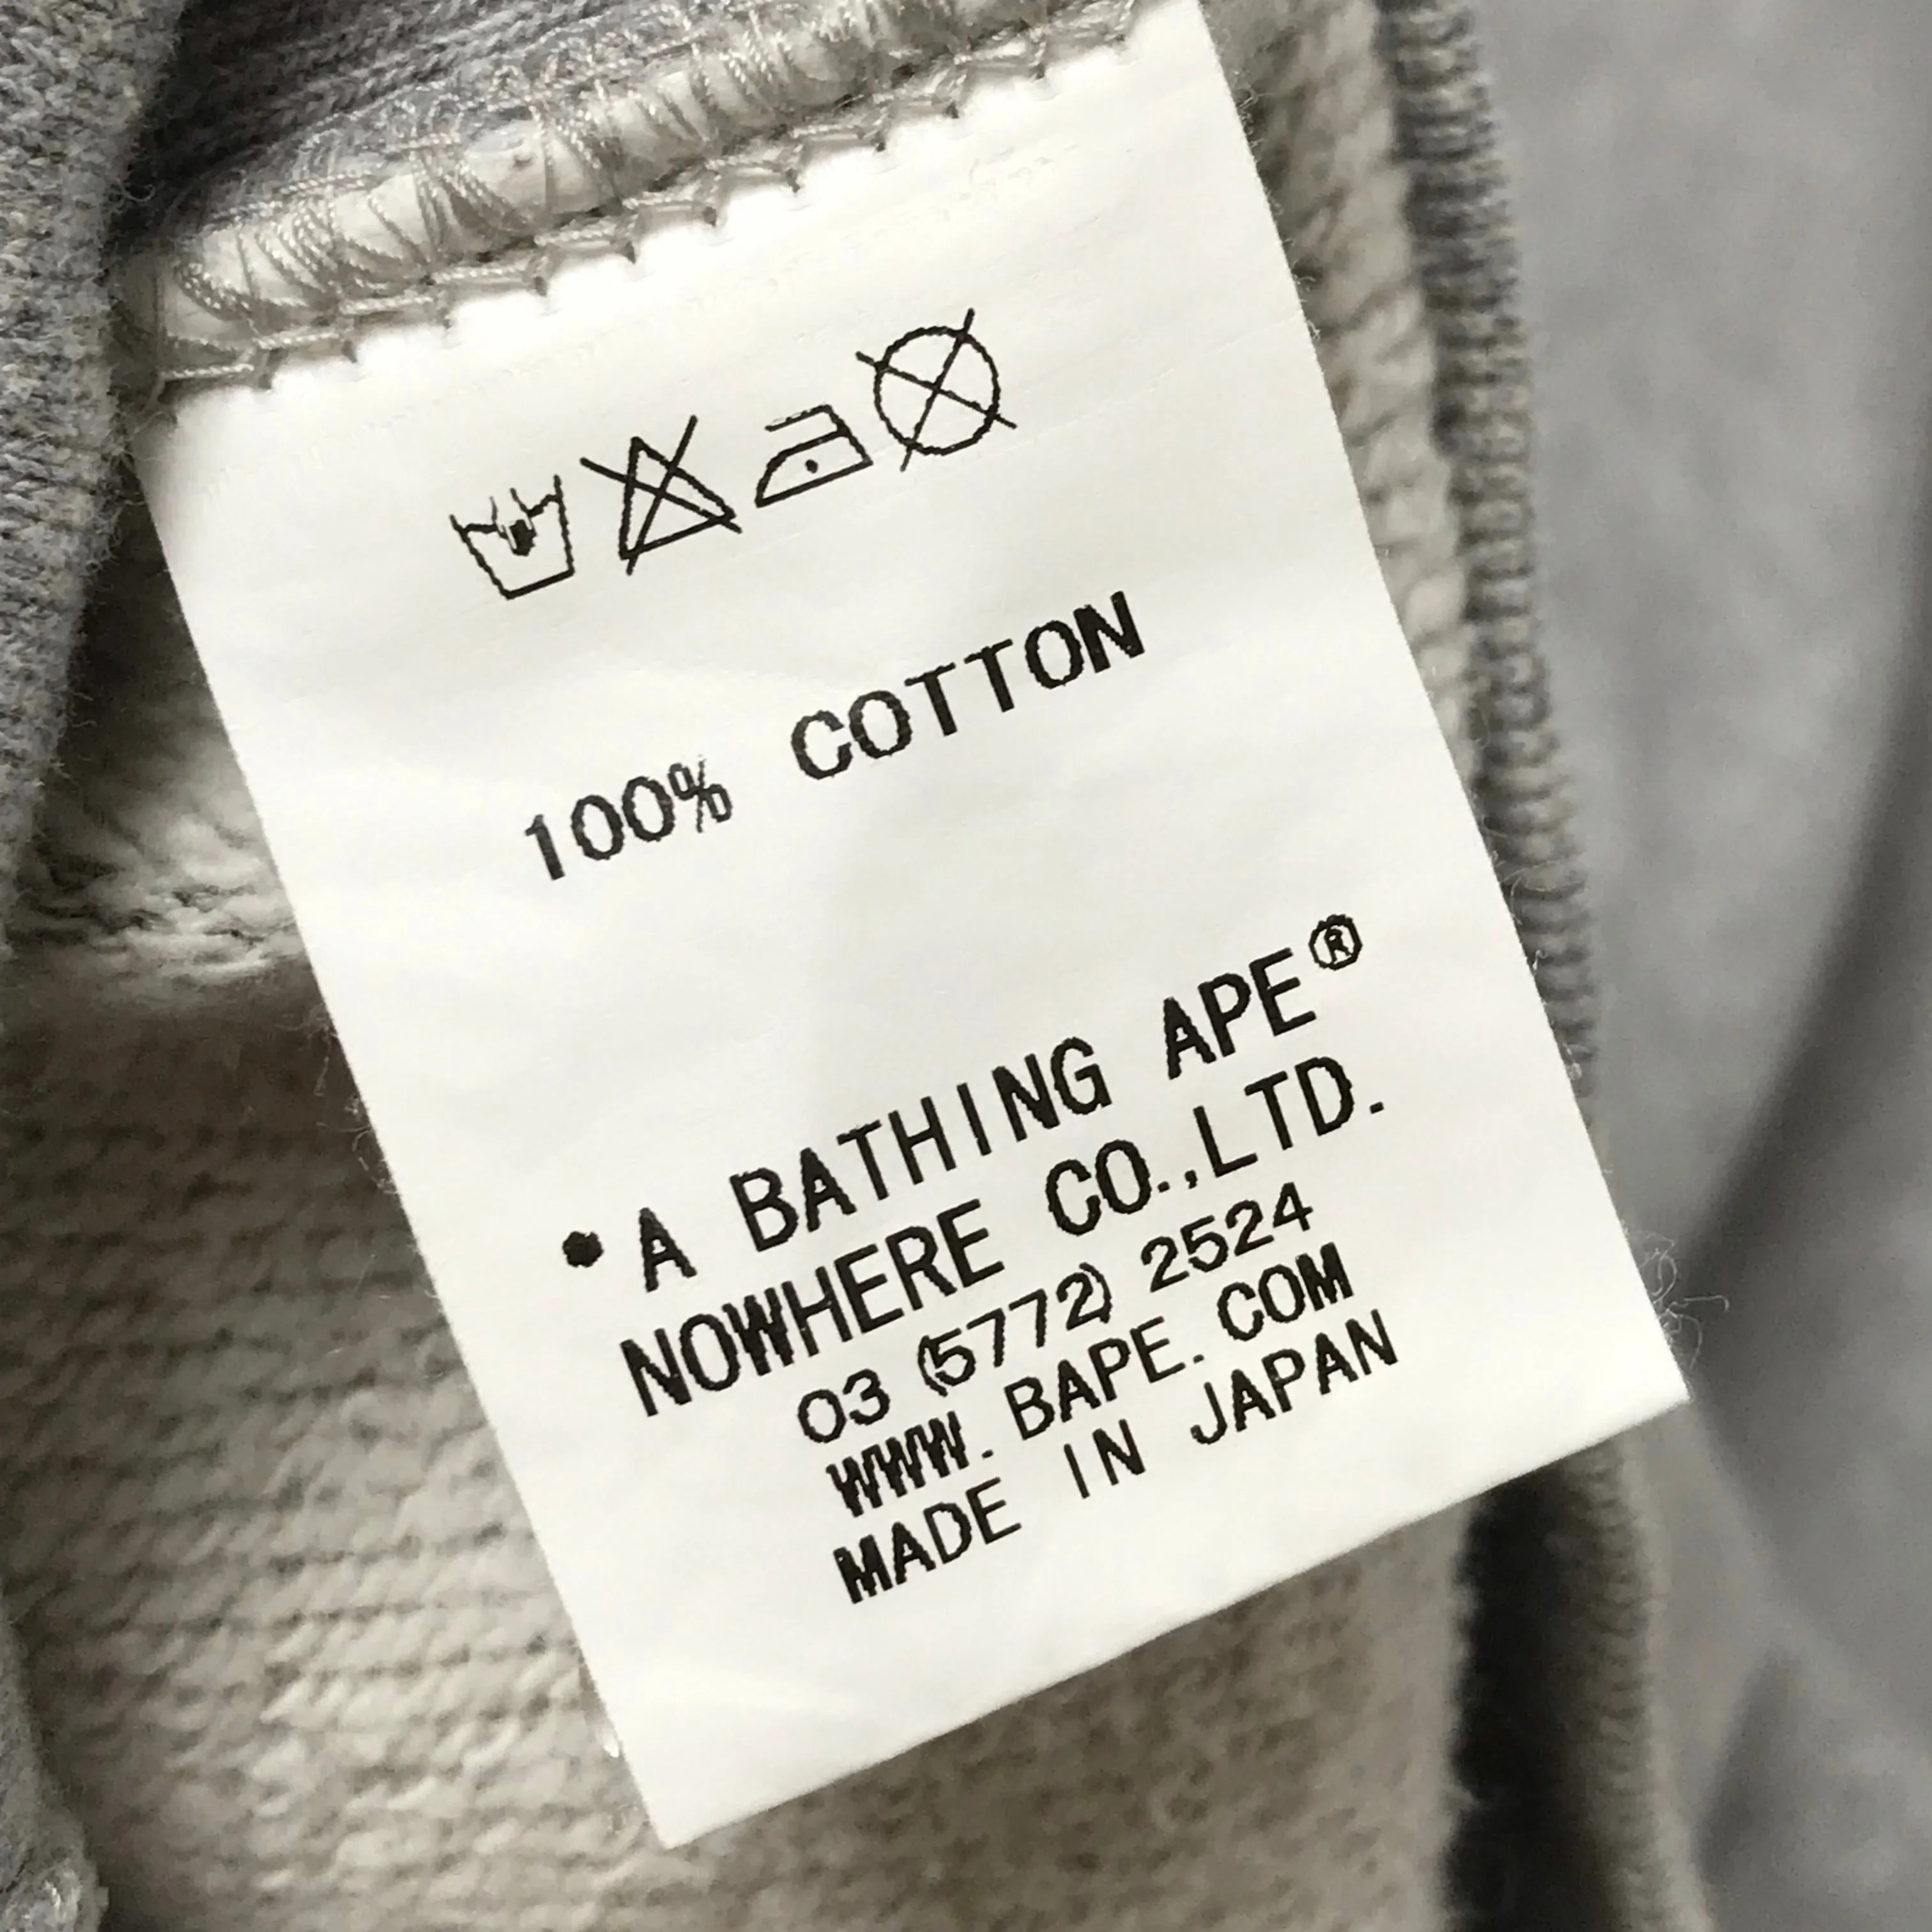 100% COTTON
•A BATHING APE®
NOWHERE CO.,LTD.
03 (5772) 2524
WWW.BAPE.COM
MADE IN JAPAN